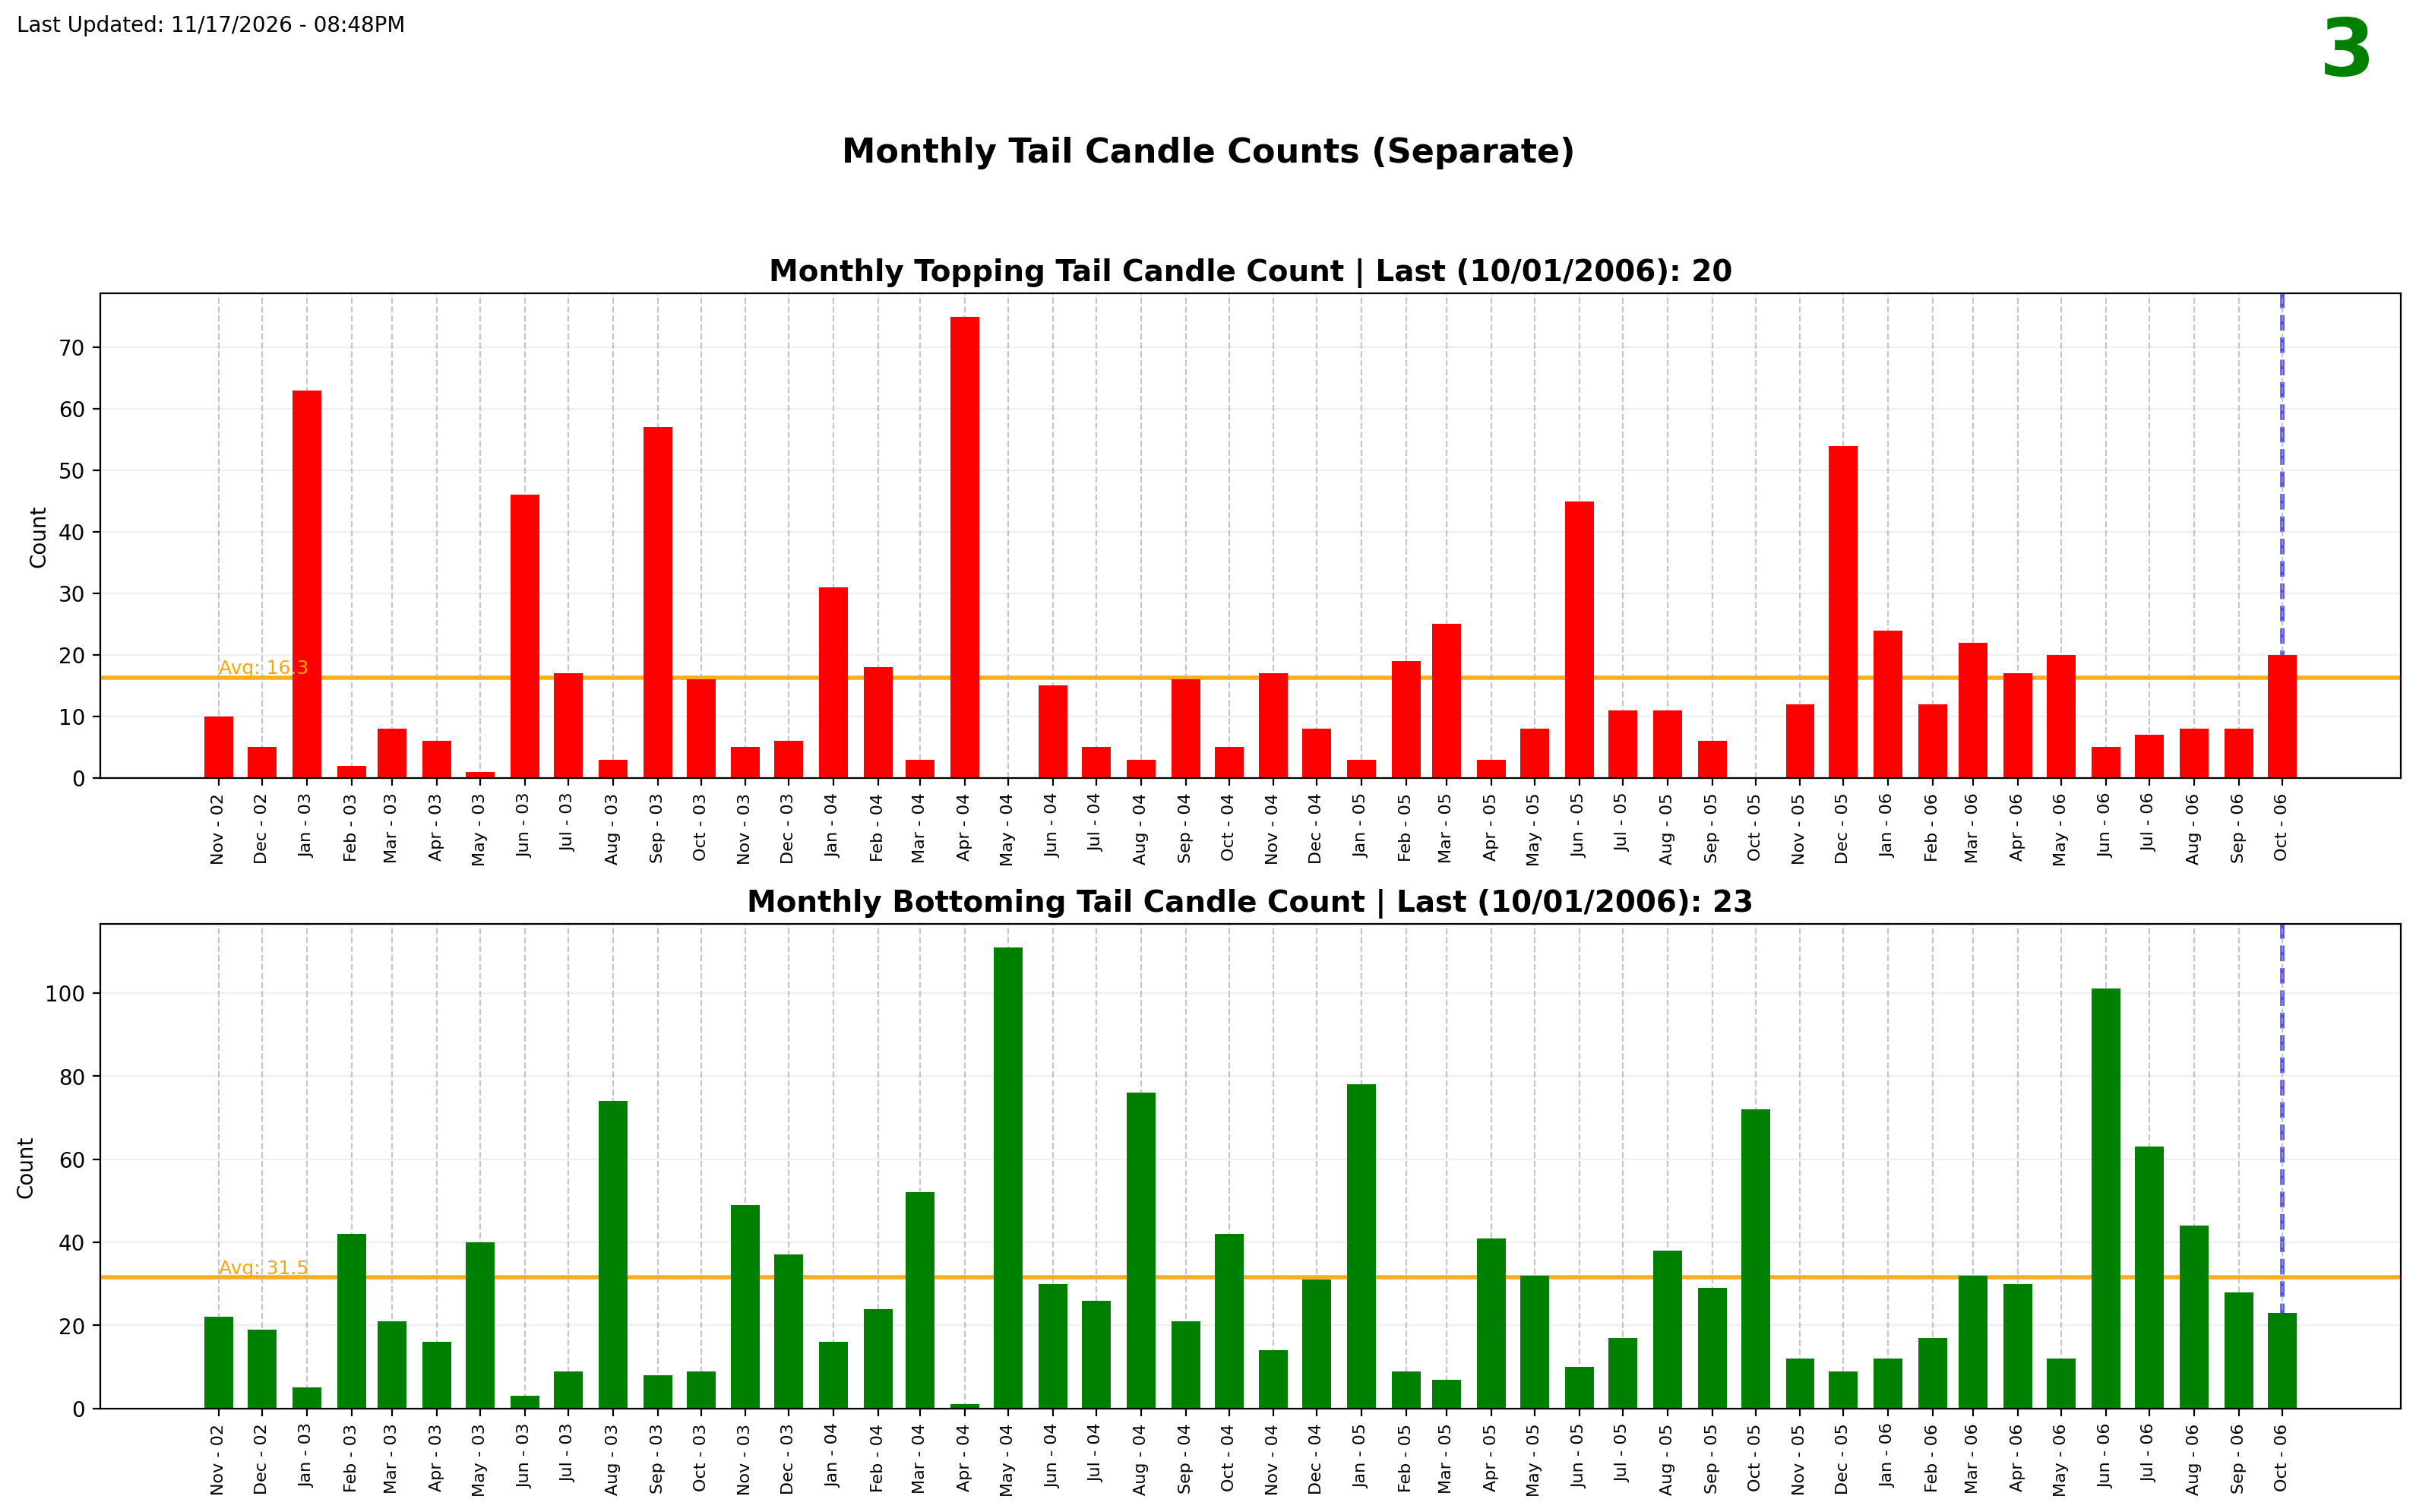 Last Updated: 11/17/2026 - 08:48PM
3
Monthly Tail Candle Counts (Separate)
Monthly Topping Tail Candle Count | Last (10/01/2006): 20
Count
70
60
50
40
30
20
10
0
Avg: 16.3
Nov - 02
Dec - 02
Jan - 03
Feb - 03
Mar - 03
Apr - 03
May - 03
Jun - 03
Jul - 03
Aug - 03
Sep - 03
Oct - 03
Nov - 03
Dec - 03
Jan - 04
Feb - 04
Mar - 04
Apr - 04
May - 04
Jun - 04
Jul - 04
Aug - 04
Sep - 04
Oct - 04
Nov - 04
Dec - 04
Jan - 05
Feb - 05
Mar - 05
Apr - 05
May - 05
Jun - 05
Jul - 05
Aug - 05
Sep - 05
Oct - 05
Nov - 05
Dec - 05
Jan - 06
Feb - 06
Mar - 06
Apr - 06
May - 06
Jun - 06
Jul - 06
Aug - 06
Sep - 06
Oct - 06
Monthly Bottoming Tail Candle Count | Last (10/01/2006): 23
Count
100
80
60
40
20
0
Avg: 31.5
Nov - 02
Dec - 02
Jan - 03
Feb - 03
Mar - 03
Apr - 03
May - 03
Jun - 03
Jul - 03
Aug - 03
Sep - 03
Oct - 03
Nov - 03
Dec - 03
Jan - 04
Feb - 04
Mar - 04
Apr - 04
May - 04
Jun - 04
Jul - 04
Aug - 04
Sep - 04
Oct - 04
Nov - 04
Dec - 04
Jan - 05
Feb - 05
Mar - 05
Apr - 05
May - 05
Jun - 05
Jul - 05
Aug - 05
Sep - 05
Oct - 05
Nov - 05
Dec - 05
Jan - 06
Feb - 06
Mar - 06
Apr - 06
May - 06
Jun - 06
Jul - 06
Aug - 06
Sep - 06
Oct - 06